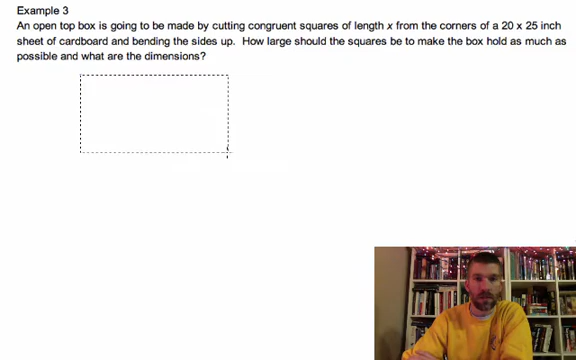 Example 3
An open top box is going to be made by cutting congruent squares of length x from the corners of a 20 x 25 inch
sheet of cardboard and bending the sides up.  How large should the squares be to make the box hold as much as
possible and what are the dimensions?